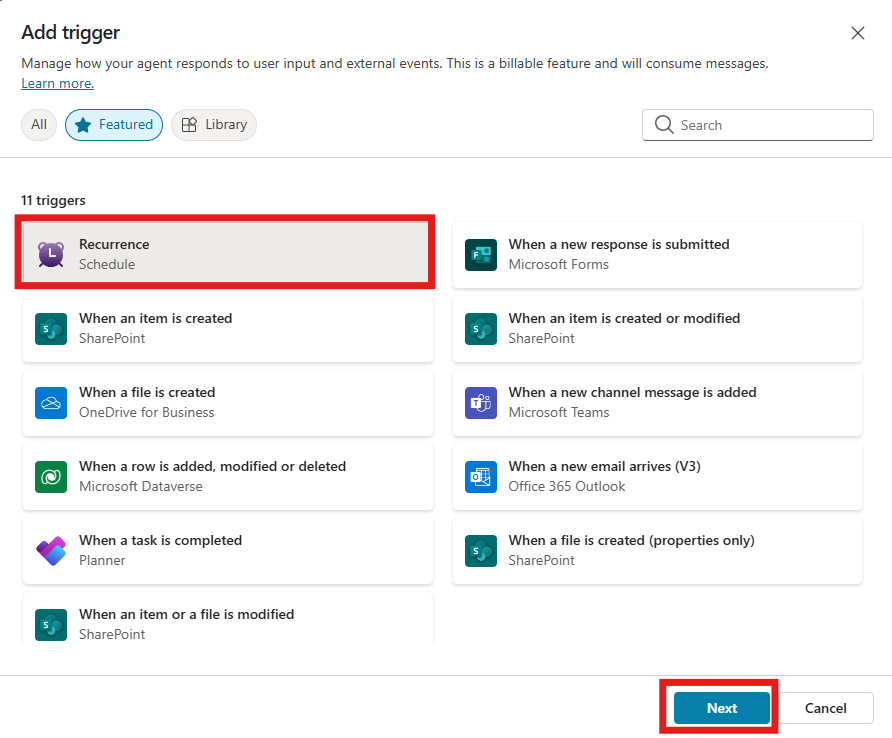 Add trigger
Manage how your agent responds to user input and external events. This is a billable feature and will consume messages.
Learn more.
All
Featured
Library
Search
11 triggers
Recurrence
Schedule
When a new response is submitted
Microsoft Forms
When an item is created
SharePoint
When an item is created or modified
SharePoint
When a file is created
OneDrive for Business
When a new channel message is added
Microsoft Teams
When a row is added, modified or deleted
Microsoft Dataverse
When a new email arrives (V3)
Office 365 Outlook
When a task is completed
Planner
When a file is created (properties only)
SharePoint
When an item or a file is modified
SharePoint
Next
Cancel